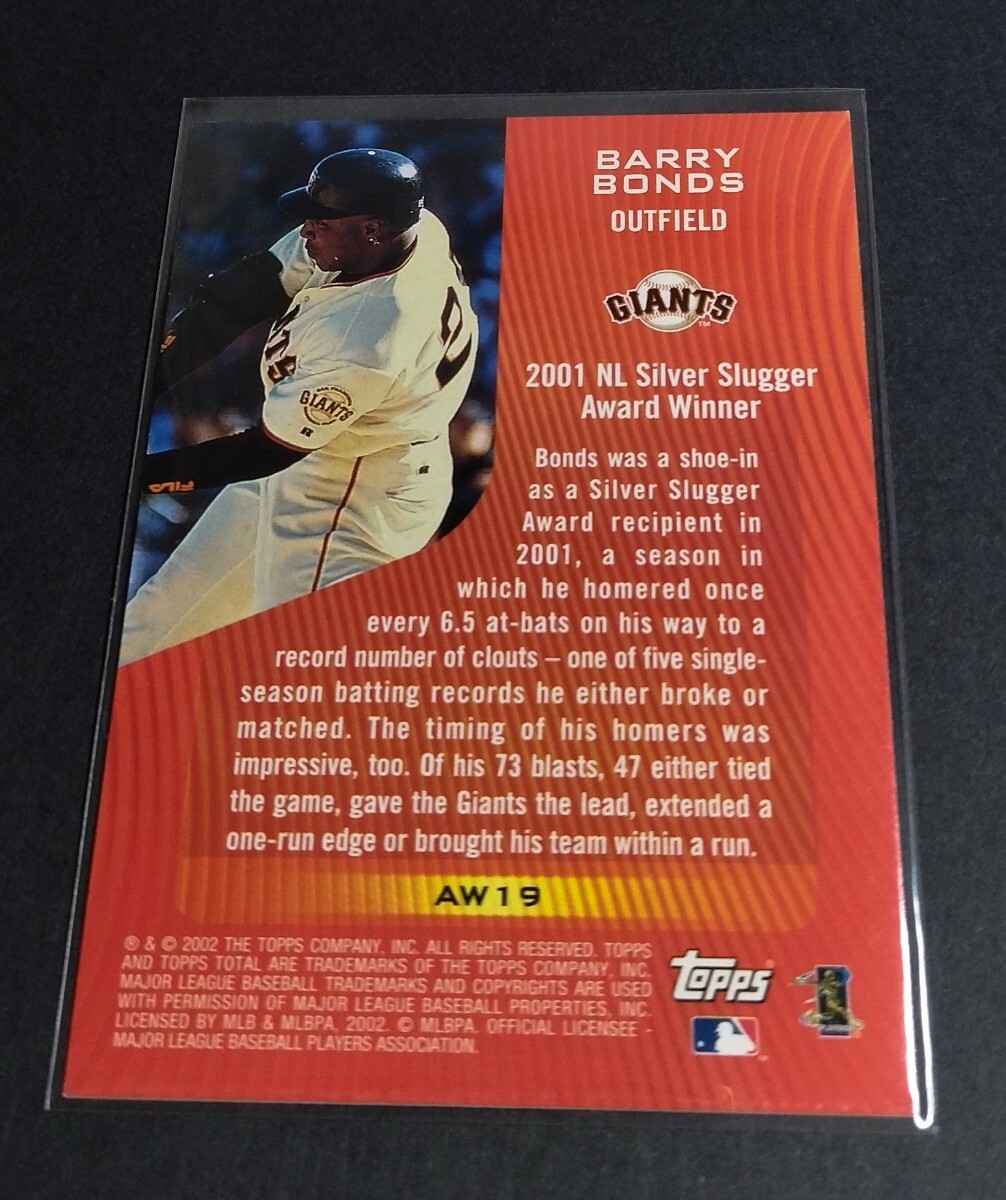 BARRY
BONDS
OUTFIELD
GIANTS
TM
2001 NL Silver Slugger
Award Winner
Bonds was a shoe-in
as a Silver Slugger
Award recipient in
2001, a season in
which he homered once
every 6.5 at-bats on his way to a
record number of clouts – one of five single-
season batting records he either broke or
matched. The timing of his homers was
impressive, too. Of his 73 blasts, 47 either tied
the game, gave the Giants the lead, extended a
one-run edge or brought his team within a run.
AW19
® & © 2002 THE TOPPS COMPANY, INC. ALL RIGHTS RESERVED. TOPPS
AND TOPPS TOTAL ARE TRADEMARKS OF THE TOPPS COMPANY, INC.
MAJOR LEAGUE BASEBALL TRADEMARKS AND COPYRIGHTS ARE USED
WITH PERMISSION OF MAJOR LEAGUE BASEBALL PROPERTIES, INC.
LICENSED BY MLB & MLBPA, 2002. © MLBPA. OFFICIAL LICENSEE -
MAJOR LEAGUE BASEBALL PLAYERS ASSOCIATION.
topps
NTS
GIANTS
R